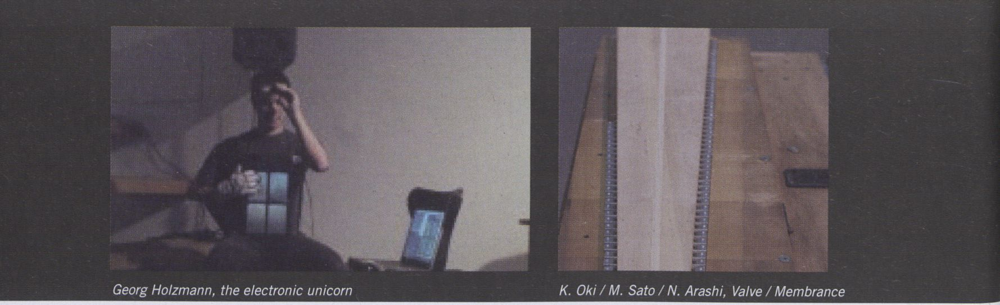 Georg Holzmann, the electronic unicorn
K. Oki / M. Sato / N. Arashi, Valve / Membrance